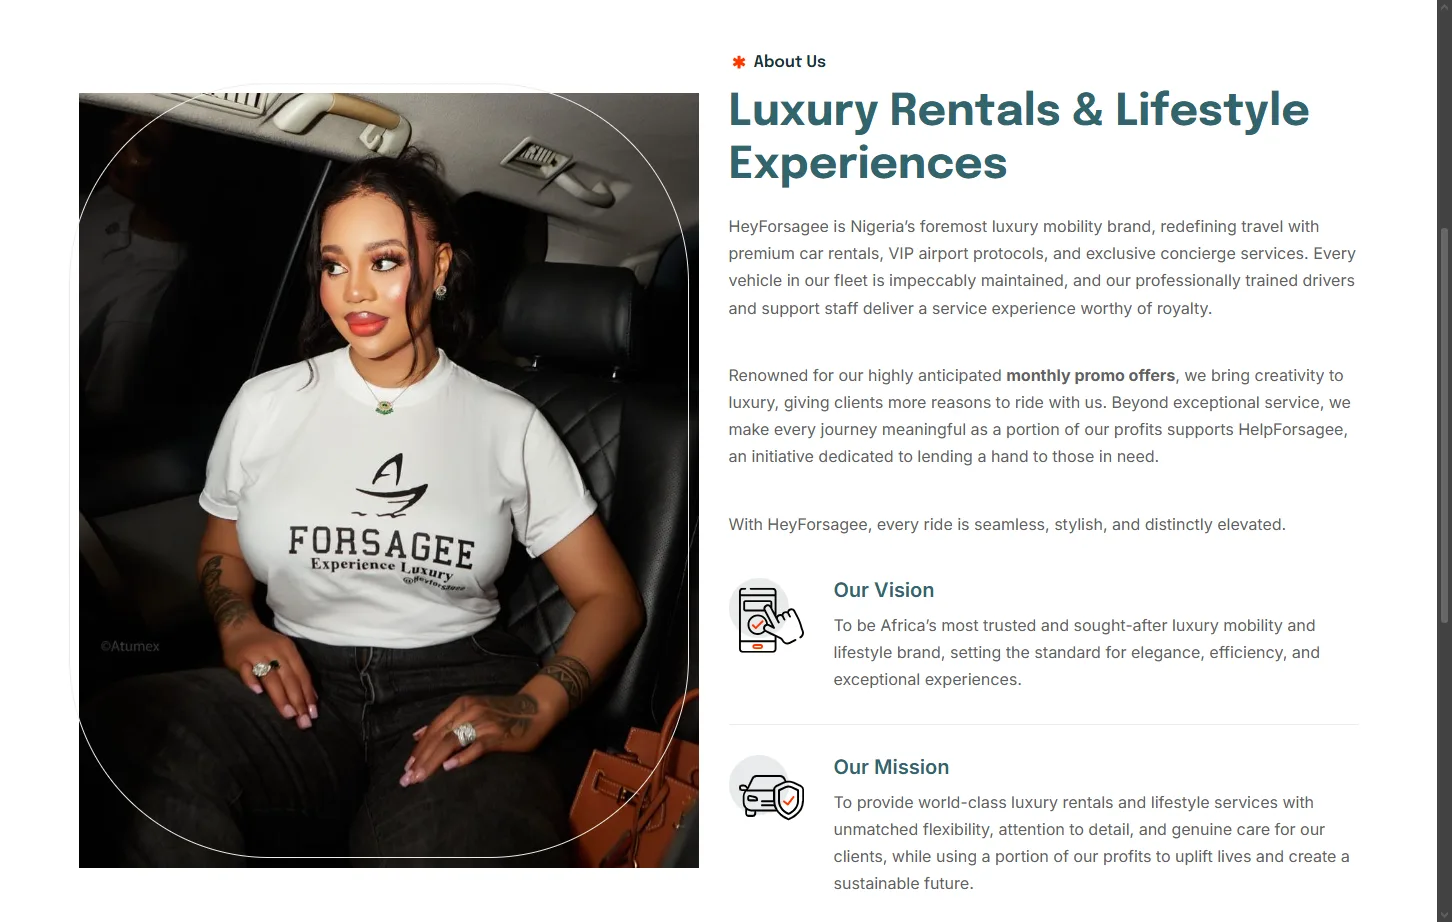 About Us
Luxury Rentals & Lifestyle
Experiences
HeyForsagee is Nigeria’s foremost luxury mobility brand, redefining travel with
premium car rentals, VIP airport protocols, and exclusive concierge services. Every
vehicle in our fleet is impeccably maintained, and our professionally trained drivers
and support staff deliver a service experience worthy of royalty.
Renowned for our highly anticipated monthly promo offers, we bring creativity to
luxury, giving clients more reasons to ride with us. Beyond exceptional service, we
make every journey meaningful as a portion of our profits supports HelpForsagee,
an initiative dedicated to lending a hand to those in need.
With HeyForsagee, every ride is seamless, stylish, and distinctly elevated.
Our Vision
To be Africa’s most trusted and sought-after luxury mobility and
lifestyle brand, setting the standard for elegance, efficiency, and
exceptional experiences.
Our Mission
To provide world-class luxury rentals and lifestyle services with
unmatched flexibility, attention to detail, and genuine care for our
clients, while using a portion of our profits to uplift lives and create a
sustainable future.
FORSAGEE
Experience Luxury
@Heyforsagee
©Atumex